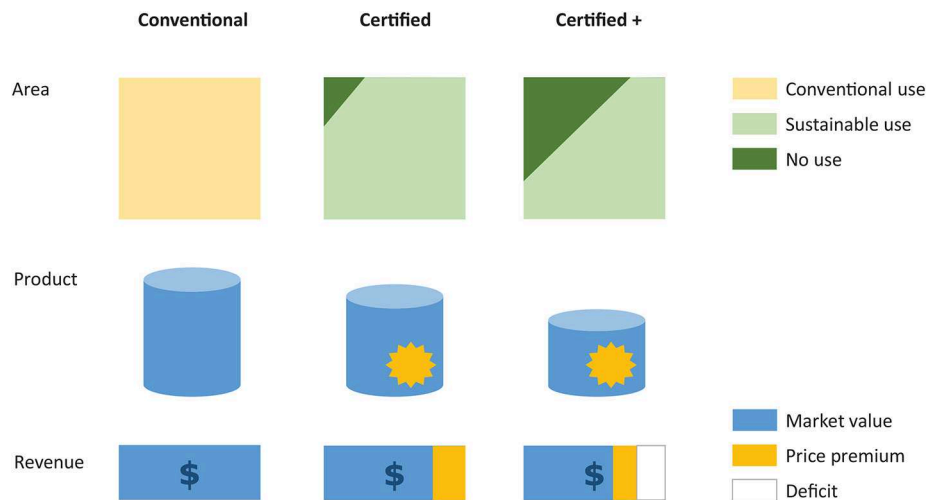 Conventional
Certified
Certified +
Area
Conventional use
Sustainable use
No use
Product
Market value
Revenue
$
$
$
Price premium
Deficit